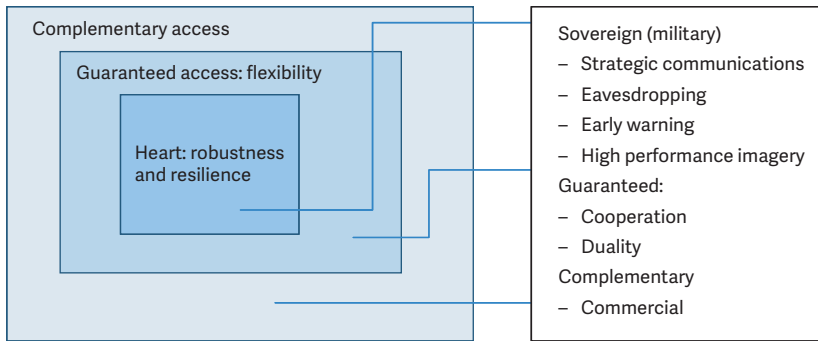 Complementary access
Guaranteed access: flexibility
Heart: robustness
and resilience
Sovereign (military)
– Strategic communications
– Eavesdropping
– Early warning
– High performance imagery
Guaranteed:
– Cooperation
– Duality
Complementary
– Commercial